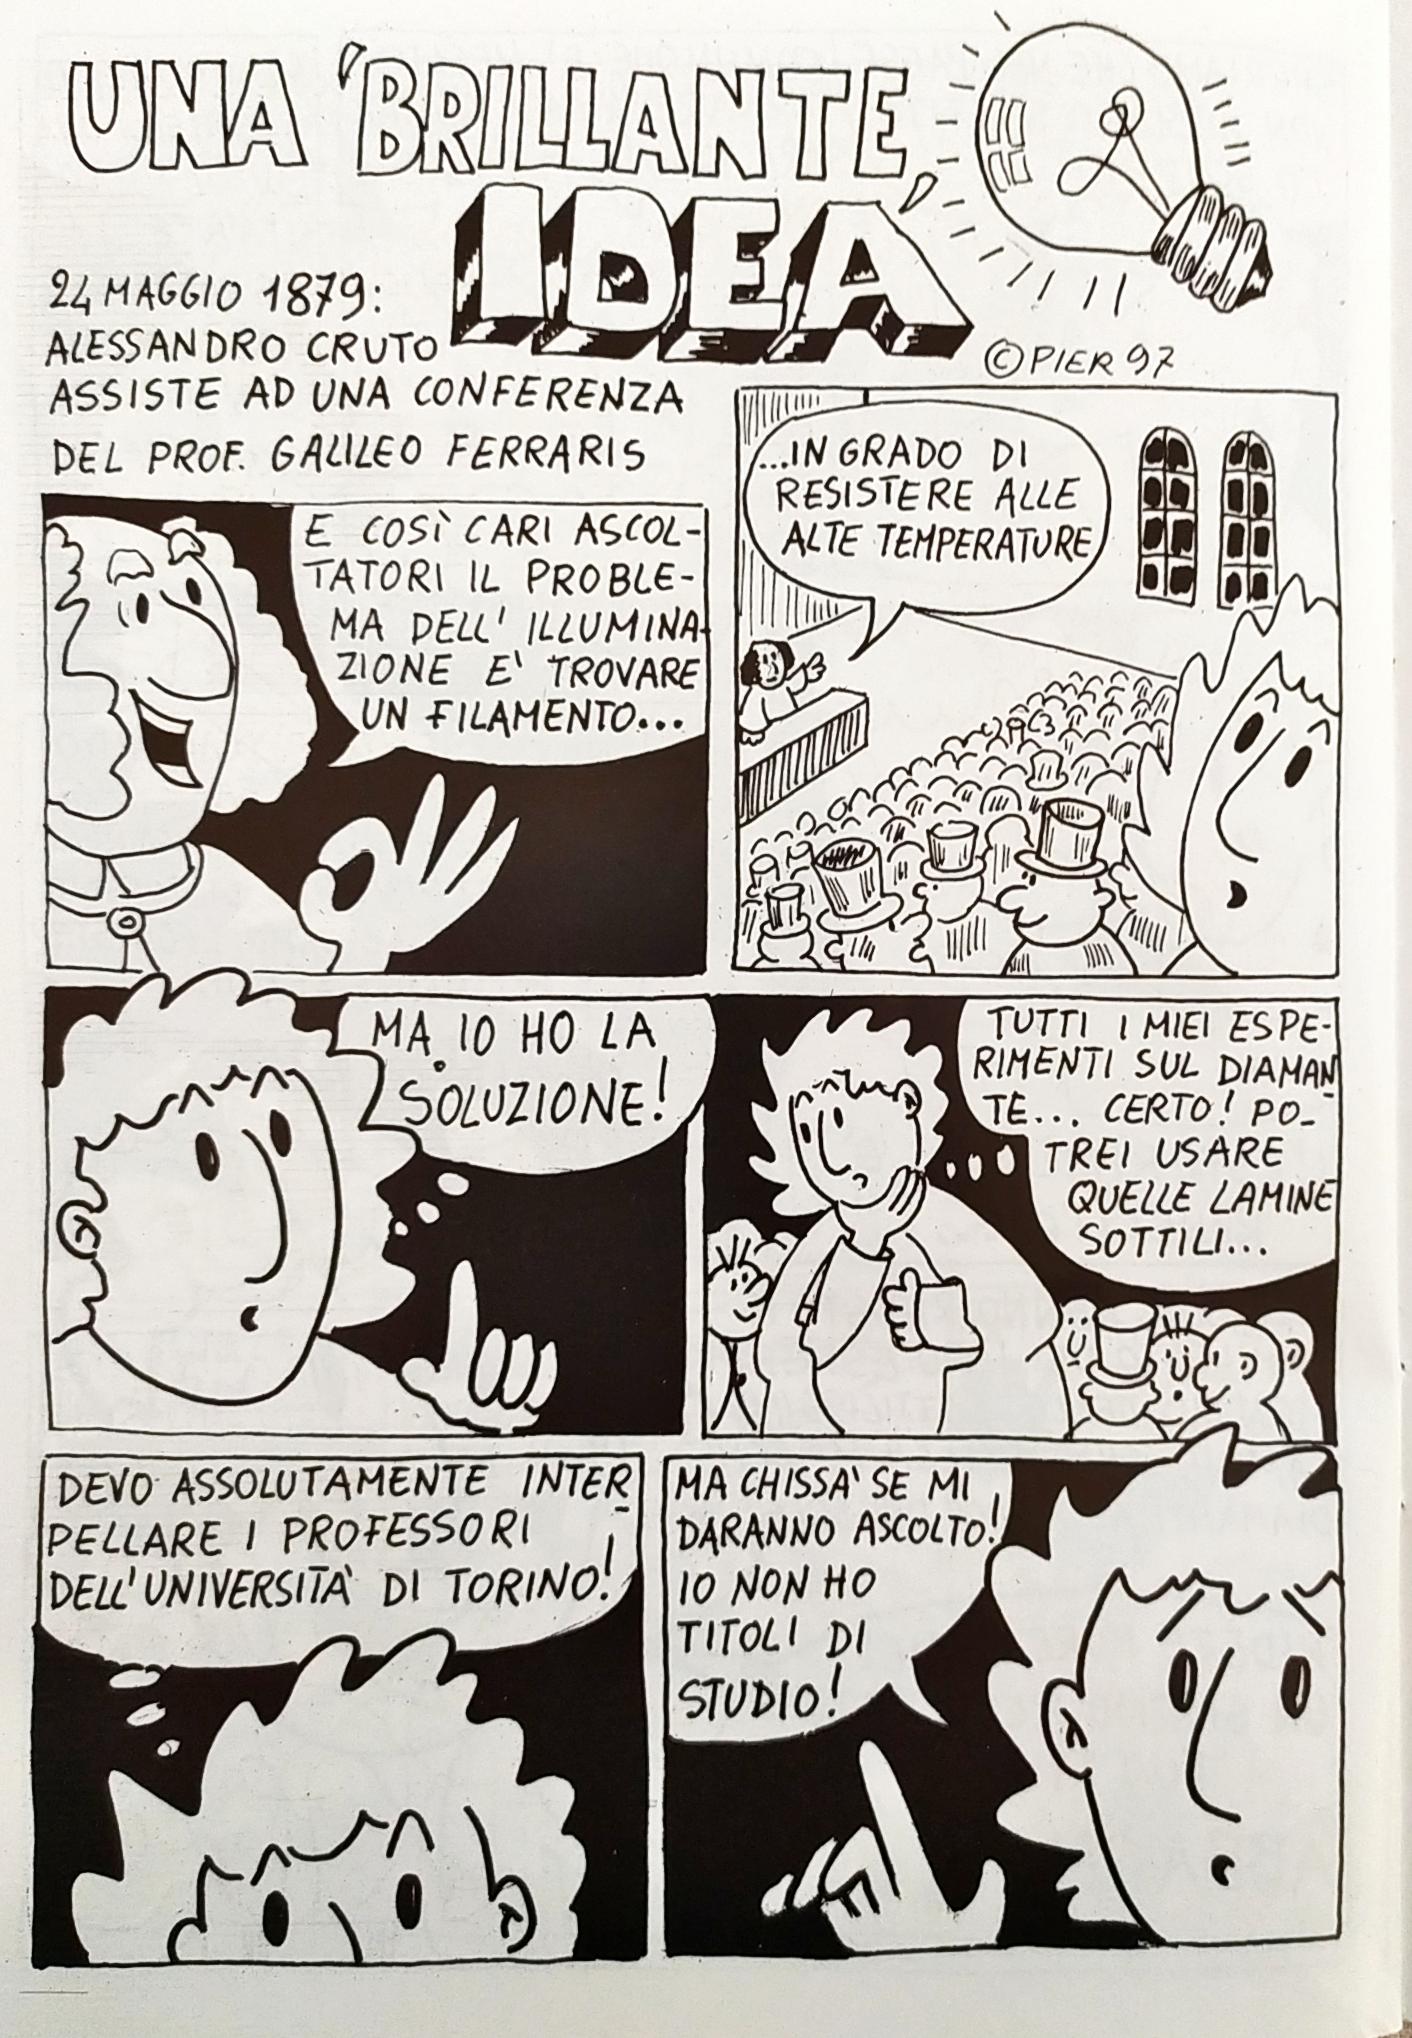 UNA 'BRILLANTE,
IDEA'
©PIER 97
24 MAGGIO 1879:
ALESSANDRO CRUTO
ASSISTE AD UNA CONFERENZA
DEL PROF. GALILEO FERRARIS
E COSÌ CARI ASCOL-
TATORI IL PROBLE-
MA DELL' ILLUMINA-
ZIONE E' TROVARE
UN FILAMENTO...
...IN GRADO DI
RESISTERE ALLE
ALTE TEMPERATURE
MA IO HO LA
SOLUZIONE!
TUTTI I MIEI ESPE-
RIMENTI SUL DIAMAN-
TE... CERTO! PO-
TREI USARE
QUELLE LAMINE
SOTTILI...
DEVO ASSOLUTAMENTE INTER-
PELLARE I PROFESSORI
DELL'UNIVERSITA' DI TORINO!
MA CHISSA' SE MI
DARANNO ASCOLTO!
IO NON HO
TITOLI DI
STUDIO!